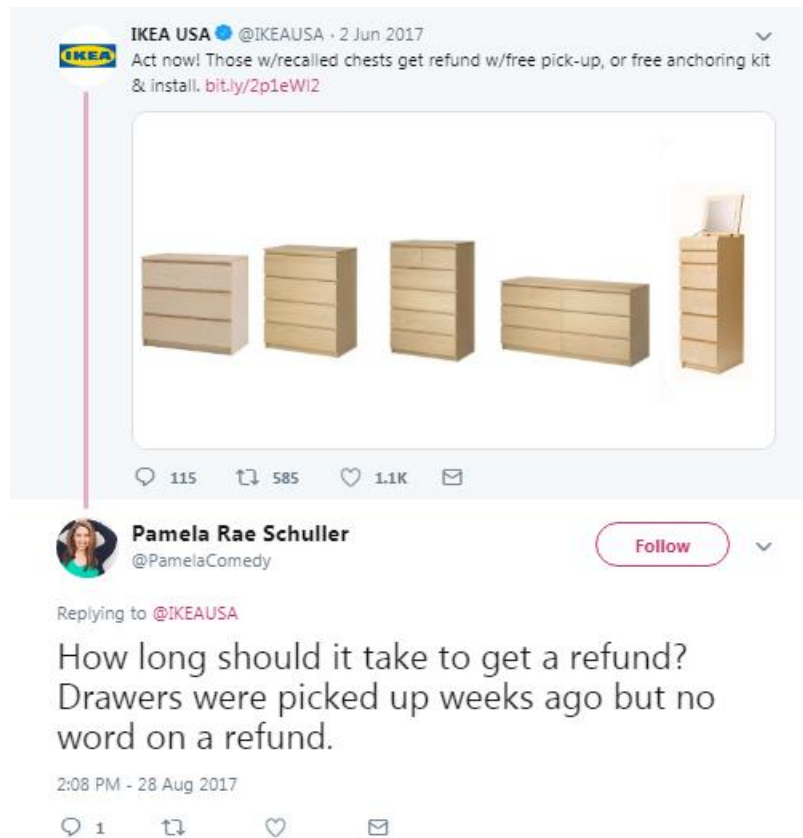 IKEA USA @IKEAUSA · 2 Jun 2017
IKEA
Act now! Those w/recalled chests get refund w/free pick-up, or free anchoring kit
& install. bit.ly/2p1eWI2
115 585 1.1K
Pamela Rae Schuller
@PamelaComedy
Follow
Replying to @IKEAUSA
How long should it take to get a refund?
Drawers were picked up weeks ago but no
word on a refund.
2:08 PM - 28 Aug 2017
1